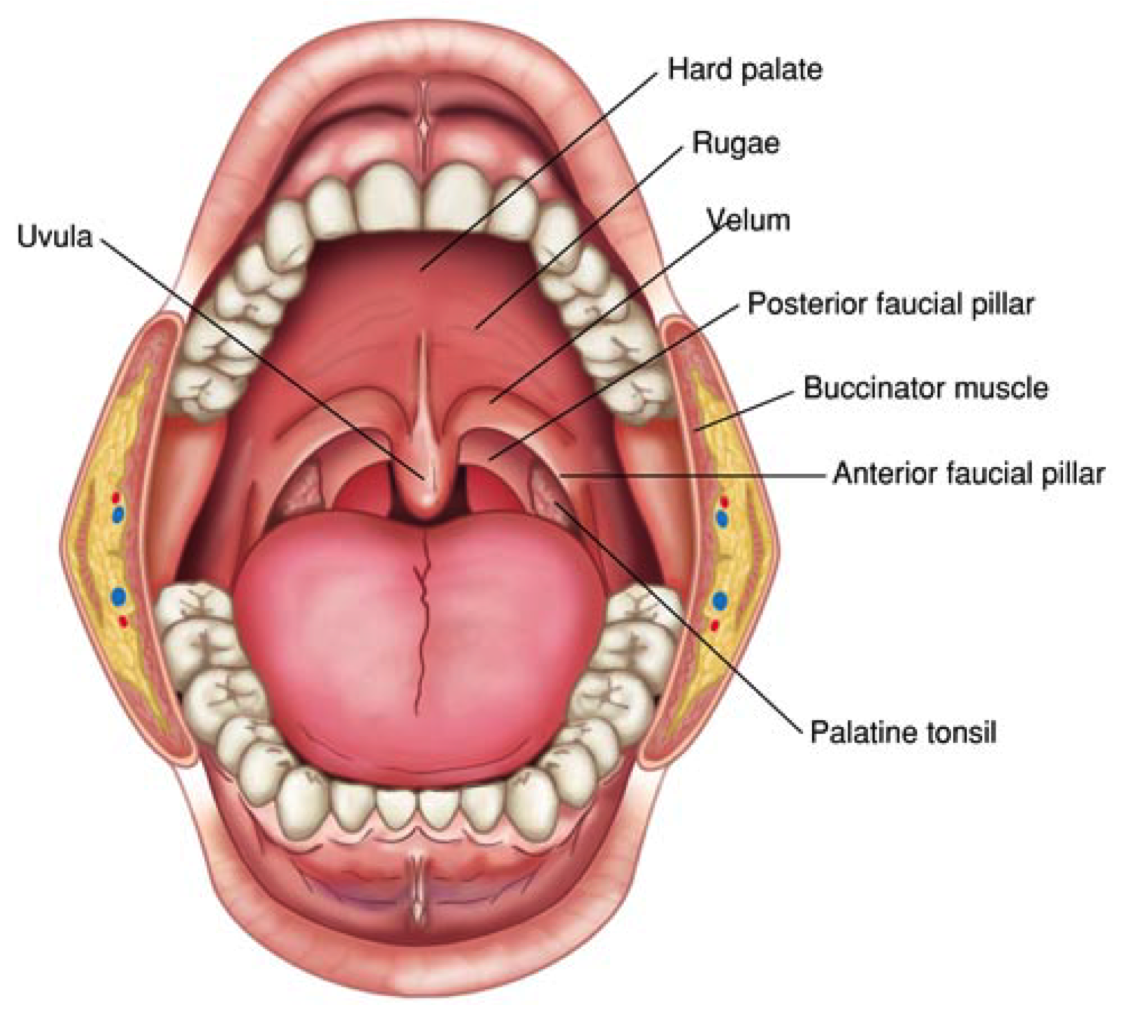 Hard palate
Rugae
Velum
Uvula
Posterior faucial pillar
Buccinator muscle
Anterior faucial pillar
Palatine tonsil